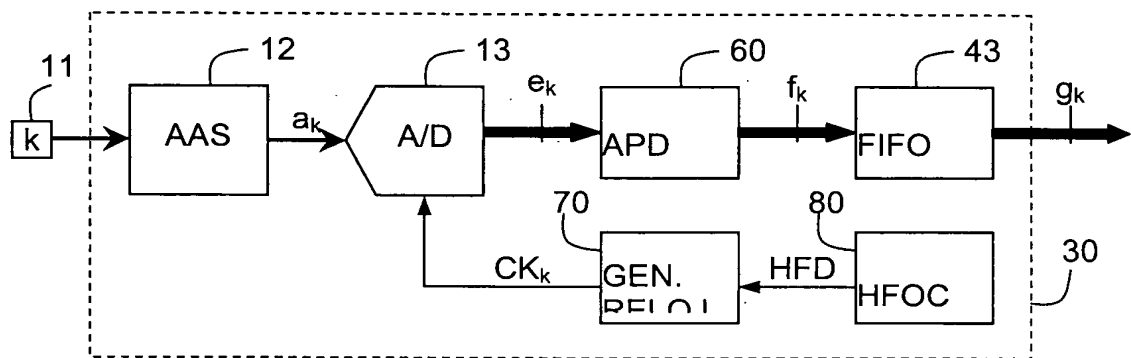 11
12
13
60
43
k
AAS
aₖ
A/D
eₖ
APD
fₖ
FIFO
gₖ
70
80
30
CKₖ
GEN.
HFD
HFOC